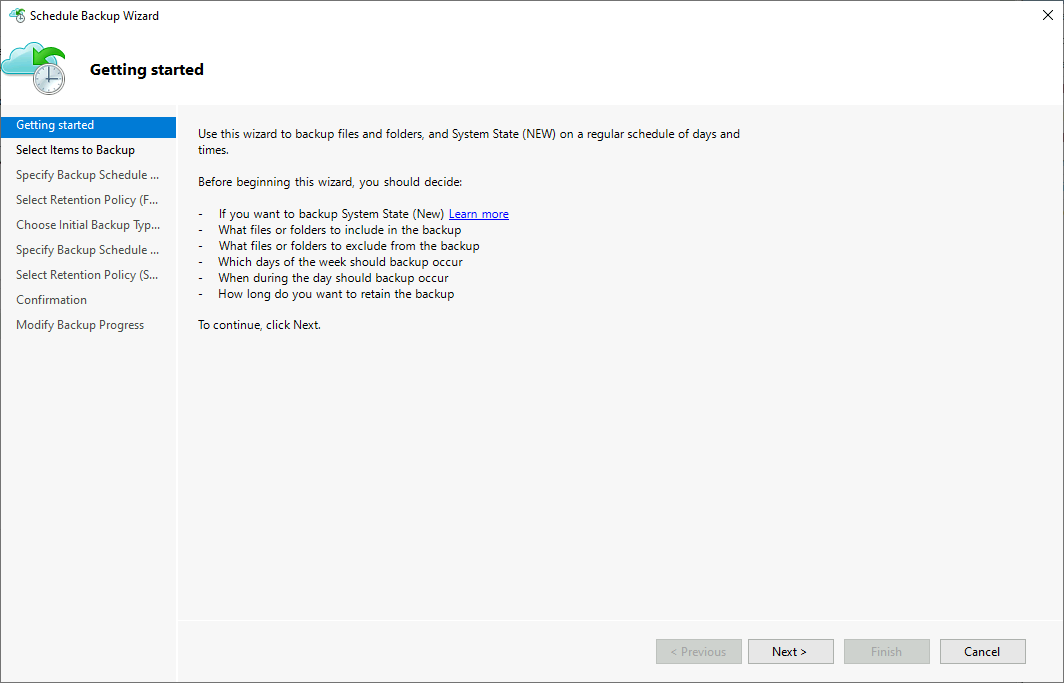 Schedule Backup Wizard
Getting started
Getting started
Select Items to Backup
Specify Backup Schedule ...
Select Retention Policy (F...
Choose Initial Backup Typ...
Specify Backup Schedule ...
Select Retention Policy (S...
Confirmation
Modify Backup Progress
Use this wizard to backup files and folders, and System State (NEW) on a regular schedule of days and
times.
Before beginning this wizard, you should decide:
- If you want to backup System State (New) Learn more
- What files or folders to include in the backup
- What files or folders to exclude from the backup
- Which days of the week should backup occur
- When during the day should backup occur
- How long do you want to retain the backup
To continue, click Next.
< Previous
Next >
Finish
Cancel